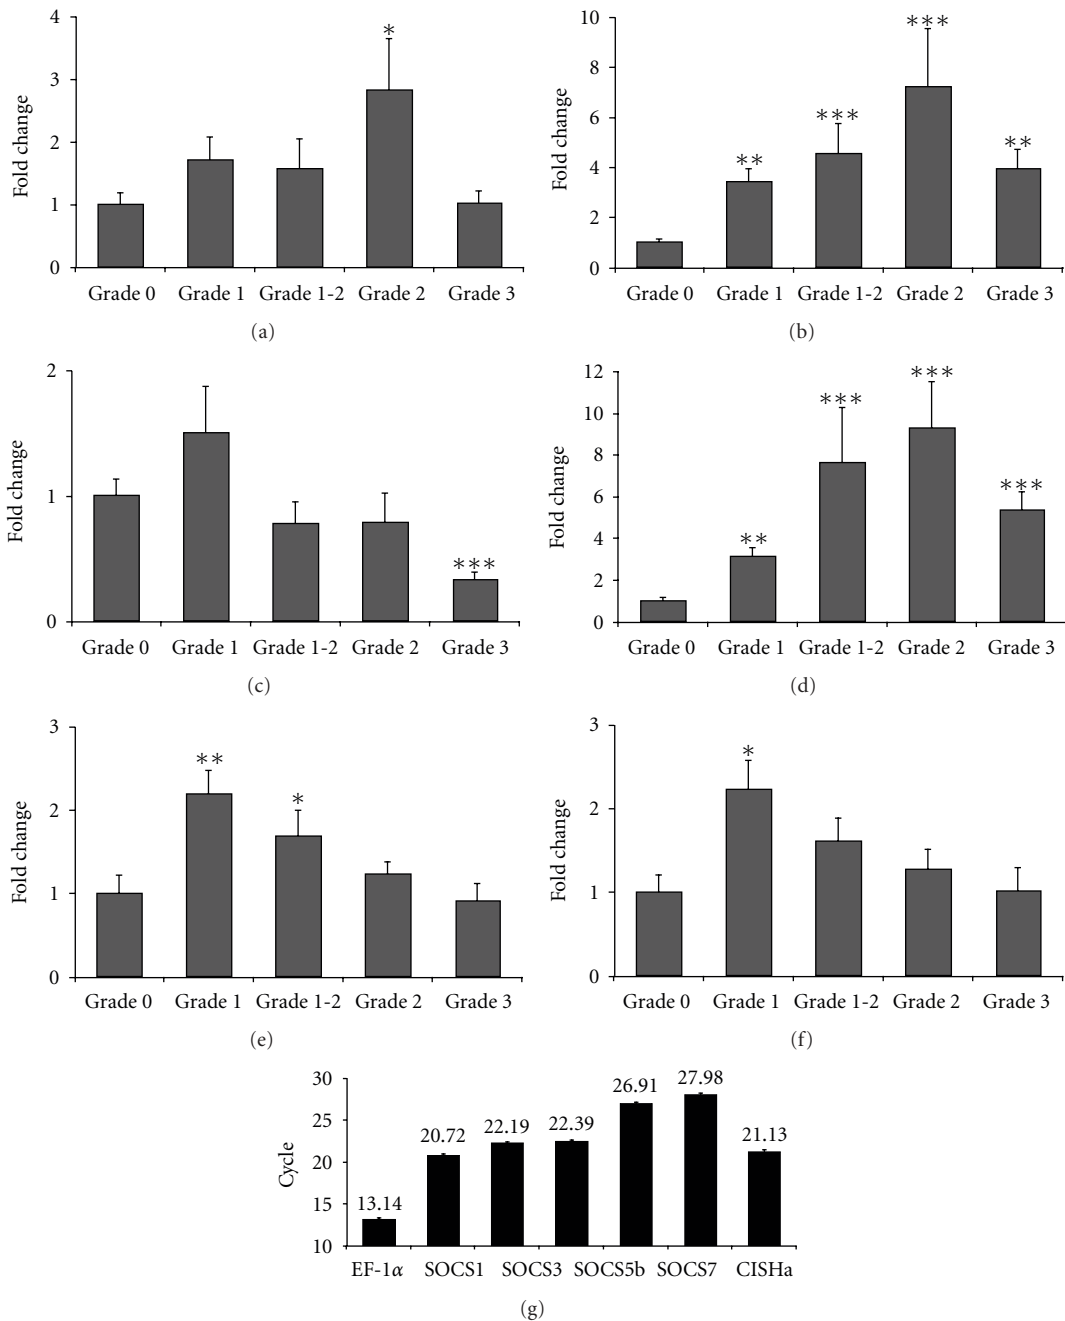 4
3
2
1
0
Fold change
*
Grade 0 Grade 1 Grade 1-2 Grade 2 Grade 3
(a)
10
8
6
4
2
0
Fold change
** *** *** **
Grade 0 Grade 1 Grade 1-2 Grade 2 Grade 3
(b)
2
1
0
Fold change
***
Grade 0 Grade 1 Grade 1-2 Grade 2 Grade 3
(c)
12
10
8
6
4
2
0
Fold change
** *** *** ***
Grade 0 Grade 1 Grade 1-2 Grade 2 Grade 3
(d)
3
2
1
0
Fold change
** *
Grade 0 Grade 1 Grade 1-2 Grade 2 Grade 3
(e)
3
2
1
0
Fold change
*
Grade 0 Grade 1 Grade 1-2 Grade 2 Grade 3
(f)
30
25
20
15
10
Cycle
13.14 20.72 22.19 22.39 26.91 27.98 21.13
EF-1α SOCS1 SOCS3 SOCS5b SOCS7 CISHa
(g)